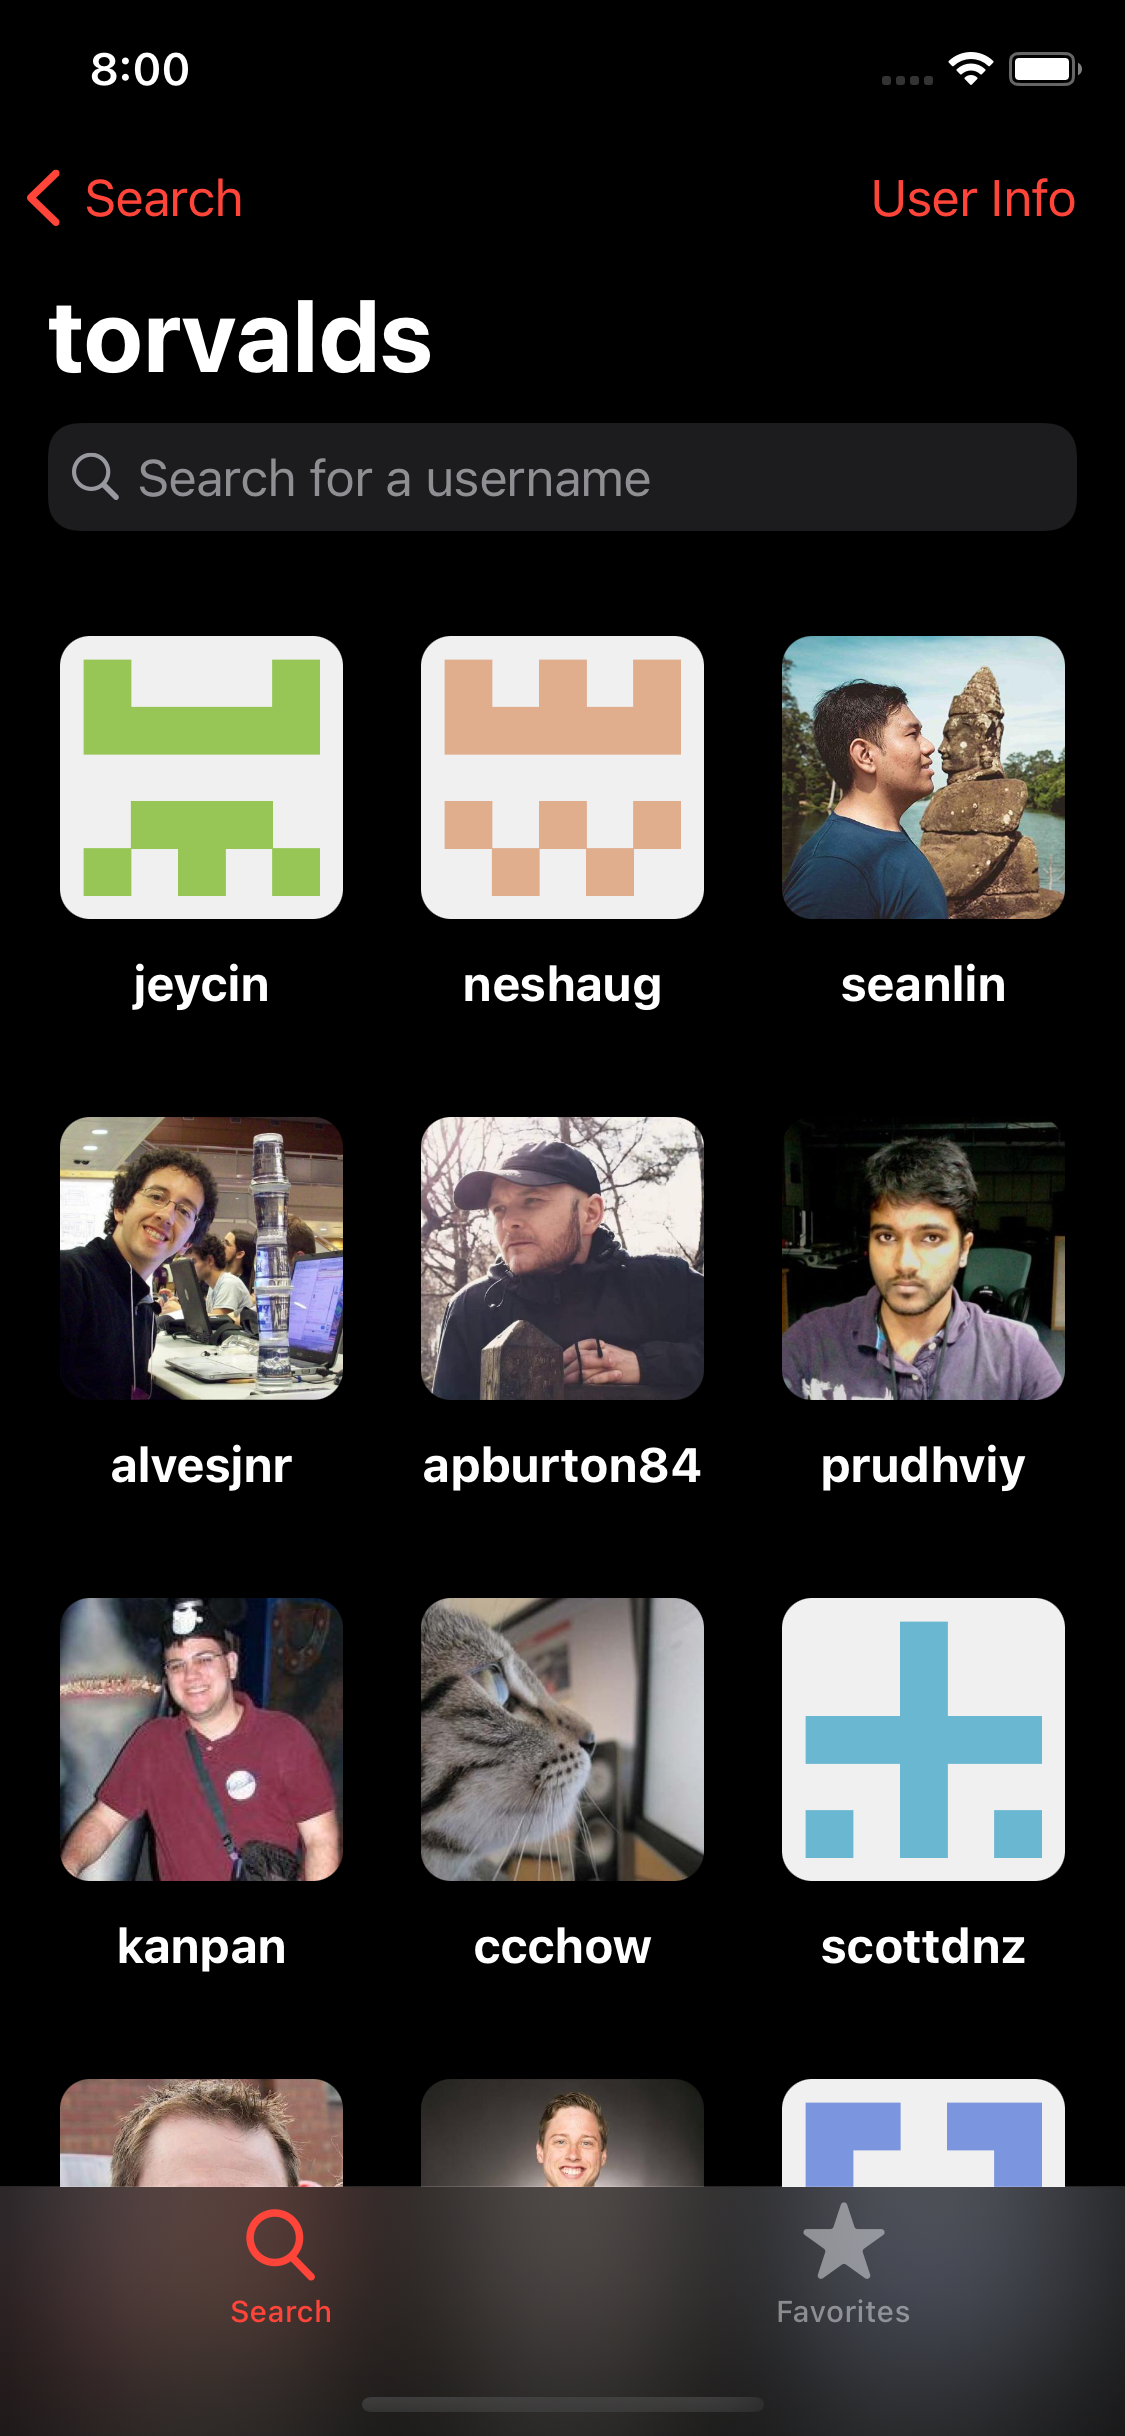 8:00
Search
User Info
torvalds
Search for a username
jeycin
neshaug
seanlin
alvesjnr
apburton84
prudhviy
kanpan
ccchow
scottdnz
Search
Favorites